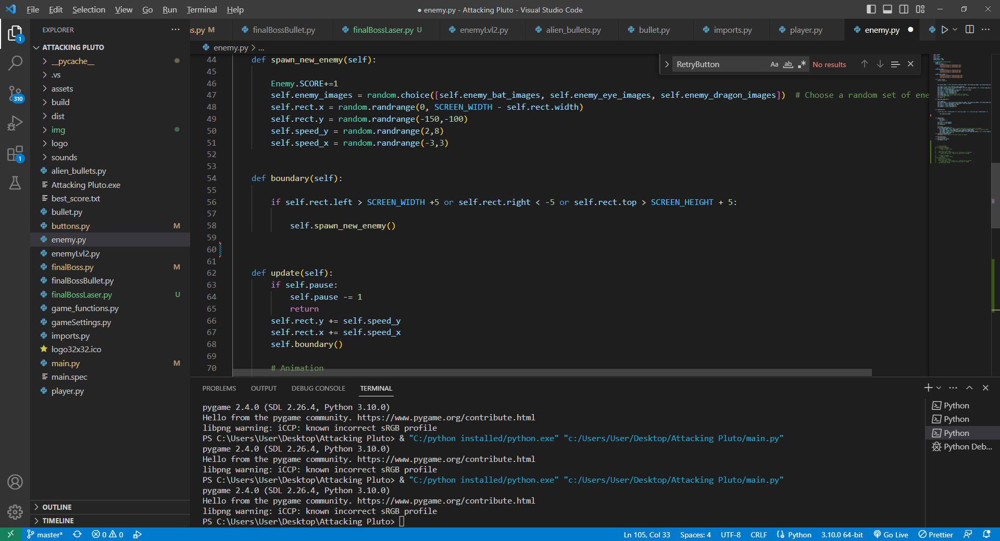 File Edit Selection View Go Run Terminal Help
● enemy.py - Attacking Pluto - Visual Studio Code
EXPLORER
ns.py M
finalBossBullet.py
finalBossLaser.py U
enemyLvl2.py
alien_bullets.py
bullet.py
imports.py
player.py
enemy.py
ATTACKING PLUTO
__pycache__
.vs
assets
build
dist
img
logo
sounds
alien_bullets.py
Attacking Pluto.exe
best_score.txt
bullet.py
buttons.py M
enemy.py
enemyLvl2.py
finalBoss.py M
finalBossBullet.py
finalBossLaser.py U
game_functions.py
gameSettings.py
imports.py
logo32x32.ico
main.py M
main.spec
player.py
OUTLINE
TIMELINE
1
310
1
enemy.py > ...
RetryButton
Aa ab .*
No results
44 def spawn_new_enemy(self):
45
46 Enemy.SCORE+=1
47 self.enemy_images = random.choice([self.enemy_bat_images, self.enemy_eye_images, self.enemy_dragon_images]) # Choose a random set of ene
48 self.rect.x = random.randrange(0, SCREEN_WIDTH - self.rect.width)
49 self.rect.y = random.randrange(-150,-100)
50 self.speed_y = random.randrange(2,8)
51 self.speed_x = random.randrange(-3,3)
52
53
54 def boundary(self):
55
56 if self.rect.left > SCREEN_WIDTH +5 or self.rect.right < -5 or self.rect.top > SCREEN_HEIGHT + 5:
57
58 self.spawn_new_enemy()
59
60
61
62 def update(self):
63 if self.pause:
64 self.pause -= 1
65 return
66 self.rect.y += self.speed_y
67 self.rect.x += self.speed_x
68 self.boundary()
69
70 # Animation
PROBLEMS OUTPUT DEBUG CONSOLE TERMINAL
pygame 2.4.0 (SDL 2.26.4, Python 3.10.0)
Hello from the pygame community. https://www.pygame.org/contribute.html
libpng warning: iCCP: known incorrect sRGB profile
PS C:\Users\User\Desktop\Attacking Pluto> & "C:/python installed/python.exe" "c:/Users/User/Desktop/Attacking Pluto/main.py"
pygame 2.4.0 (SDL 2.26.4, Python 3.10.0)
Hello from the pygame community. https://www.pygame.org/contribute.html
libpng warning: iCCP: known incorrect sRGB profile
PS C:\Users\User\Desktop\Attacking Pluto> & "C:/python installed/python.exe" "c:/Users/User/Desktop/Attacking Pluto/main.py"
pygame 2.4.0 (SDL 2.26.4, Python 3.10.0)
Hello from the pygame community. https://www.pygame.org/contribute.html
libpng warning: iCCP: known incorrect sRGB profile
PS C:\Users\User\Desktop\Attacking Pluto>
Python
Python
Python
Python Deb...
master* 0 0
Ln 105, Col 33 Spaces: 4 UTF-8 CRLF Python 3.10.0 64-bit Go Live Prettier